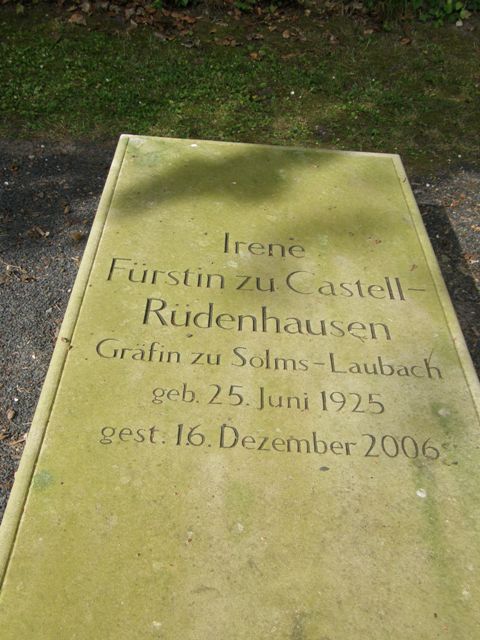 Irene
Fürstin zu Castell-
Rüdenhausen
Gräfin zu Solms-Laubach
geb. 25. Juni 1925
gest. 16. Dezember 2006